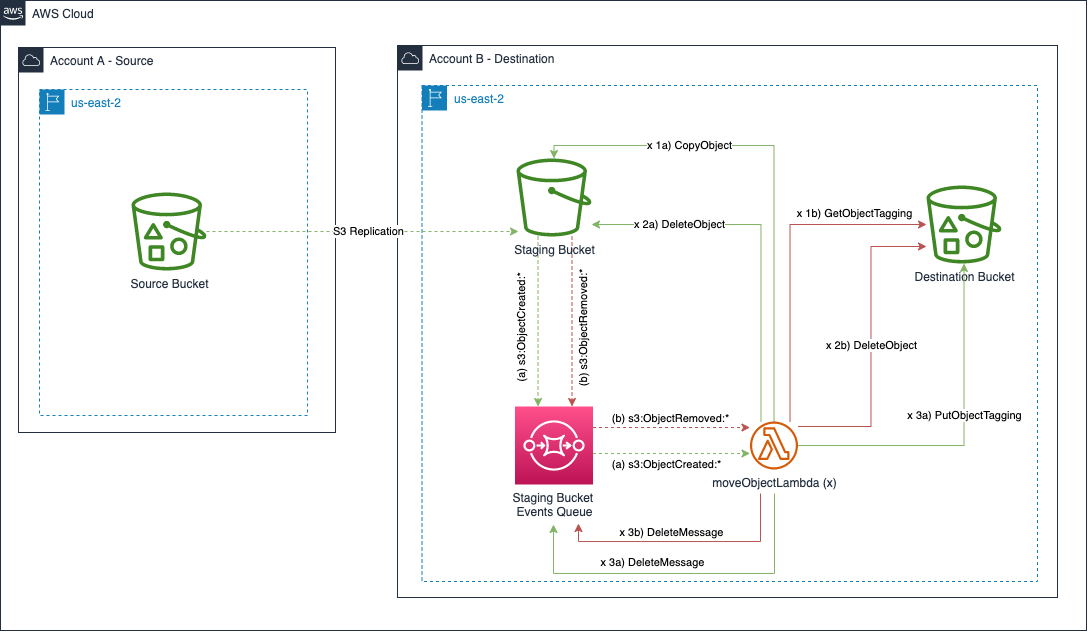 aws
AWS Cloud
Account A - Source
us-east-2
Source Bucket
S3 Replication
Account B - Destination
us-east-2
x 1a) CopyObject
x 2a) DeleteObject
Staging Bucket
x 1b) GetObjectTagging
Destination Bucket
(a) s3:ObjectCreated:*
(b) s3:ObjectRemoved:*
x 2b) DeleteObject
x 3a) PutObjectTagging
(b) s3:ObjectRemoved:*
(a) s3:ObjectCreated:*
moveObjectLambda (x)
Staging Bucket
Events Queue
x 3b) DeleteMessage
x 3a) DeleteMessage